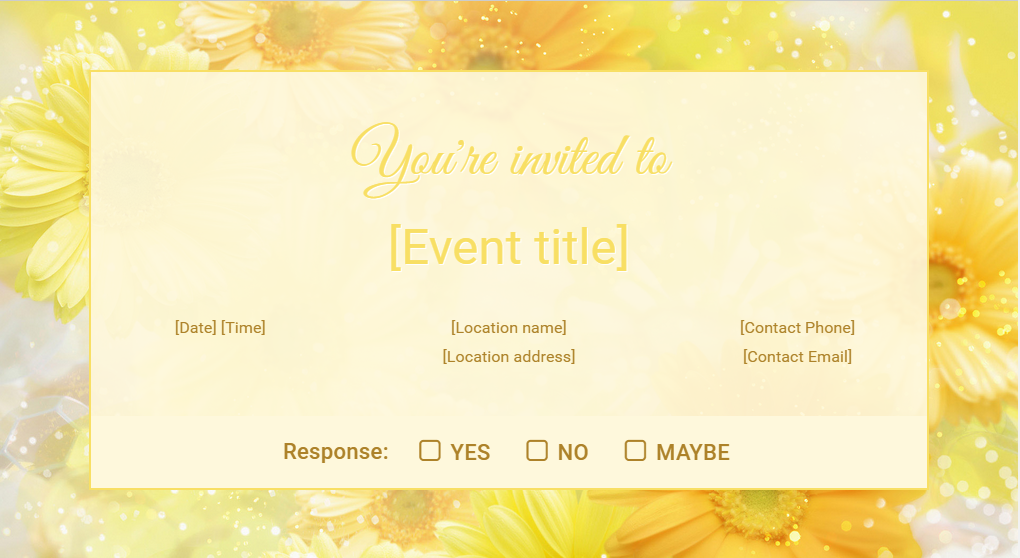 You're invited to
[Event title]
[Date] [Time]
[Location name]
[Location address]
[Contact Phone]
[Contact Email]
Response: YES NO MAYBE